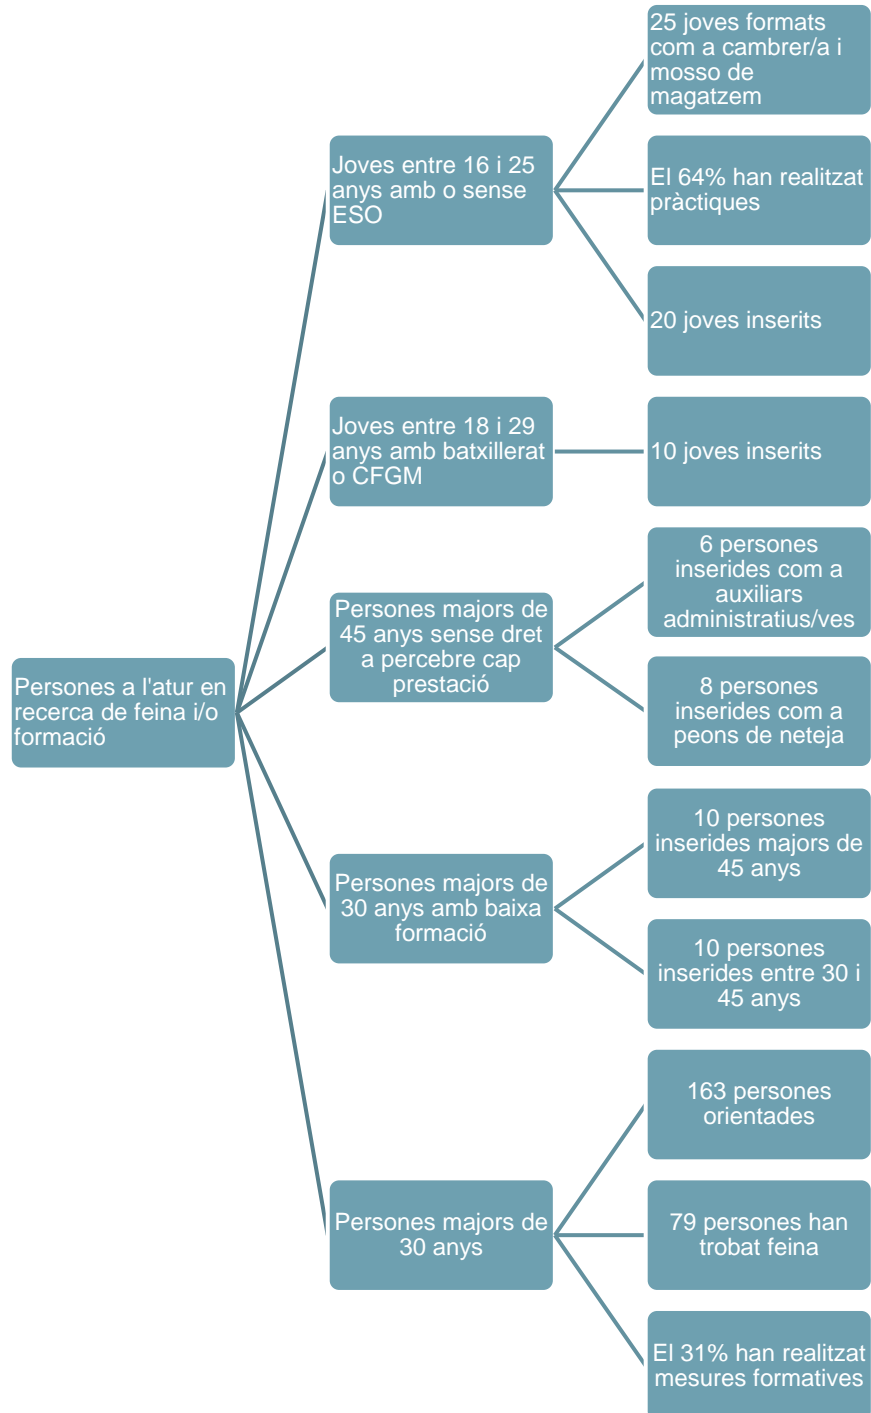 Persones a l'atur en
recerca de feina i/o
formació
Joves entre 16 i 25
anys amb o sense
ESO
25 joves formats
com a cambrer/a i
mosso de
magatzem
El 64% han realitzat
pràctiques
20 joves inserits
Joves entre 18 i 29
anys amb batxillerat
o CFGM
10 joves inserits
Persones majors de
45 anys sense dret
a percebre cap
prestació
6 persones
inserides com a
auxiliars
administratius/ves
8 persones
inserides com a
peons de neteja
Persones majors de
30 anys amb baixa
formació
10 persones
inserides majors de
45 anys
10 persones
inserides entre 30 i
45 anys
Persones majors de
30 anys
163 persones
orientades
79 persones han
trobat feina
El 31% han realitzat
mesures formatives